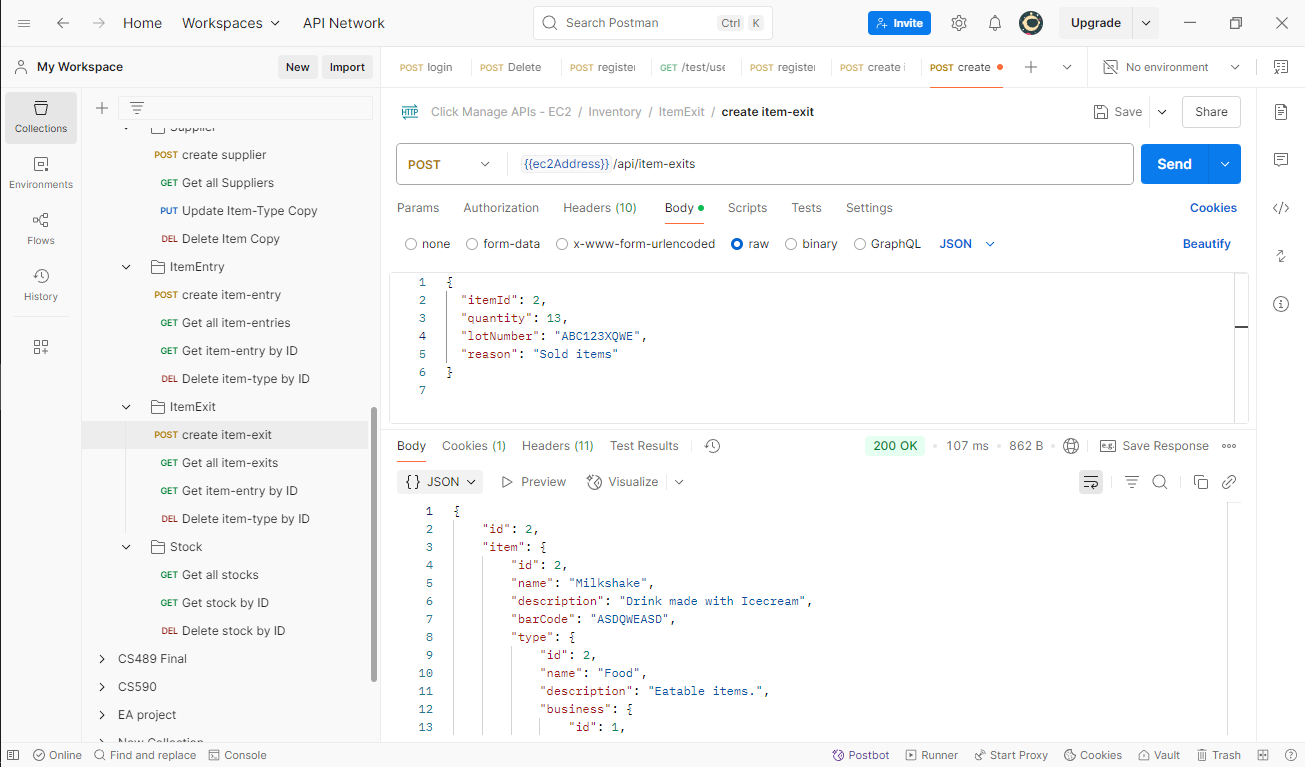 Home Workspaces API Network Search Postman Ctrl K Invite Upgrade
My Workspace New Import POST login POST Delete POST register GET /test/use POST register POST create i POST create No environment
Collections
Environments
Flows
History
Supplier
POST create supplier
GET Get all Suppliers
PUT Update Item-Type Copy
DEL Delete Item Copy
ItemEntry
POST create item-entry
GET Get all item-entries
GET Get item-entry by ID
DEL Delete item-type by ID
ItemExit
POST create item-exit
GET Get all item-exits
GET Get item-entry by ID
DEL Delete item-type by ID
Stock
GET Get all stocks
GET Get stock by ID
DEL Delete stock by ID
CS489 Final
CS590
EA project
New Collection
HTTP Click Manage APIs - EC2 / Inventory / ItemExit / create item-exit Save Share
POST {{ec2Address}} /api/item-exits Send
Params Authorization Headers (10) Body Scripts Tests Settings Cookies
none form-data x-www-form-urlencoded raw binary GraphQL JSON Beautify
1 {
2 "itemId": 2,
3 "quantity": 13,
4 "lotNumber": "ABC123XQWE",
5 "reason": "Sold items"
6 }
7
Body Cookies (1) Headers (11) Test Results 200 OK 107 ms 862 B e.g. Save Response
{} JSON Preview Visualize
1 {
2 "id": 2,
3 "item": {
4 "id": 2,
5 "name": "Milkshake",
6 "description": "Drink made with Icecream",
7 "barCode": "ASDQWEASD",
8 "type": {
9 "id": 2,
10 "name": "Food",
11 "description": "Eatable items.",
12 "business": {
13 "id": 1,
Online Find and replace Console Postbot Runner Start Proxy Cookies Vault Trash